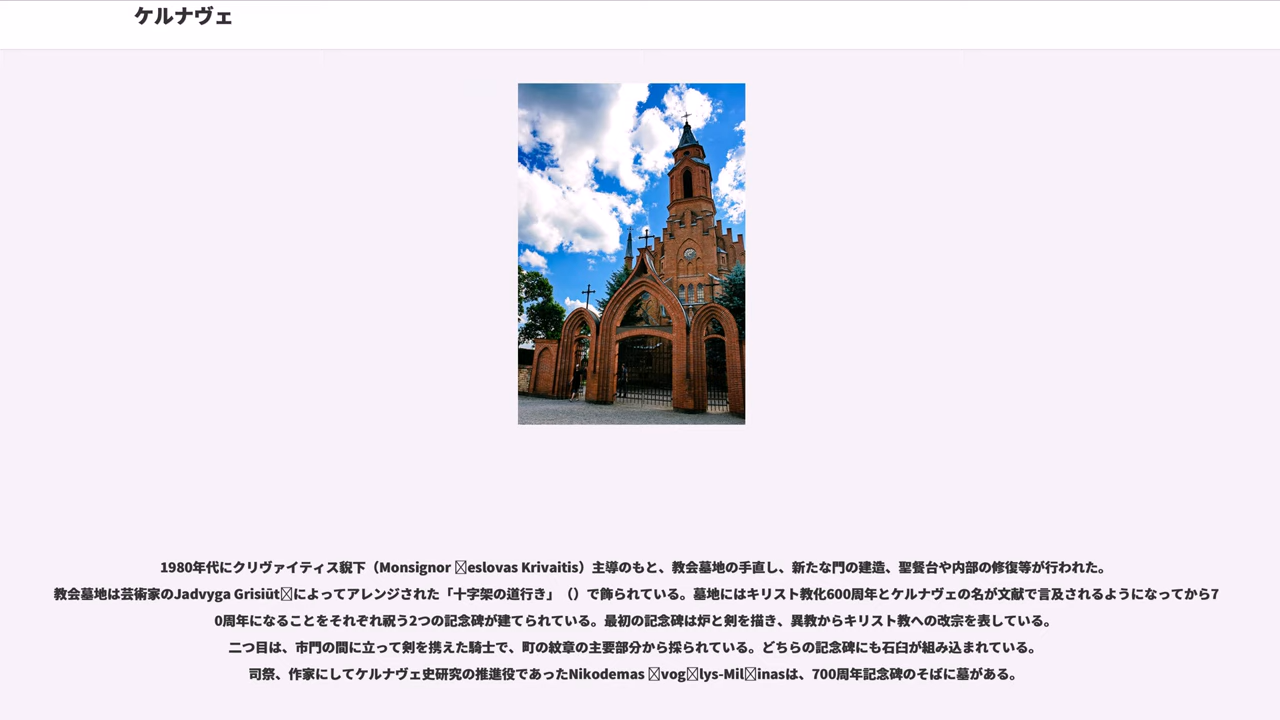 ケルナヴェ
1980年代にクリヴァイティス猊下（Monsignor ☒eslovas Krivaitis）主導のもと、教会墓地の手直し、新たな門の建造、聖餐台や内部の修復等が行われた。
教会墓地は芸術家のJadvyga Grisiūt☒によってアレンジされた「十字架の道行き」（）で飾られている。墓地にはキリスト教化600周年とケルナヴェの名が文献で言及されるようになってから7
0周年になることをそれぞれ祝う2つの記念碑が建てられている。最初の記念碑は炉と剣を描き、異教からキリスト教への改宗を表している。
二つ目は、市門の間に立って剣を携えた騎士で、町の紋章の主要部分から採られている。どちらの記念碑にも石臼が組み込まれている。
司祭、作家にしてケルナヴェ史研究の推進役であったNikodemas ☒vog☒lys-Mil☒inasは、700周年記念碑のそばに墓がある。